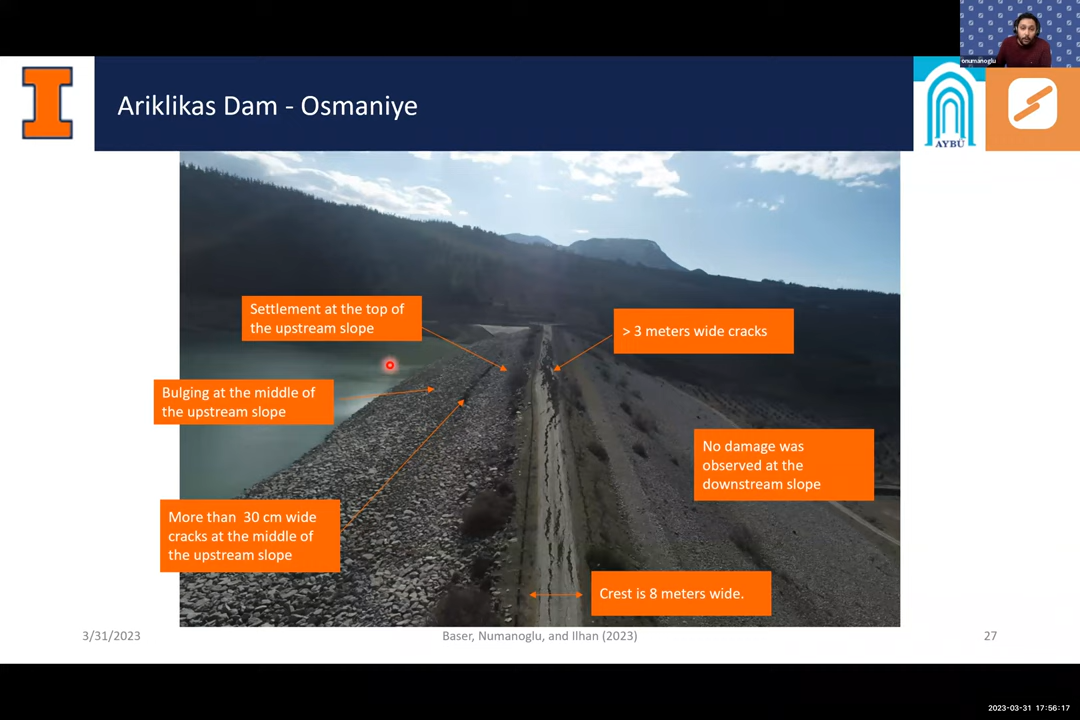 onumanoglu
Ariklikas Dam - Osmaniye
AYBÜ
Settlement at the top of
the upstream slope
> 3 meters wide cracks
Bulging at the middle of
the upstream slope
No damage was
observed at the
downstream slope
More than 30 cm wide
cracks at the middle of
the upstream slope
Crest is 8 meters wide.
3/31/2023
Baser, Numanoglu, and Ilhan (2023)
27
2023-03-31 17:56:17